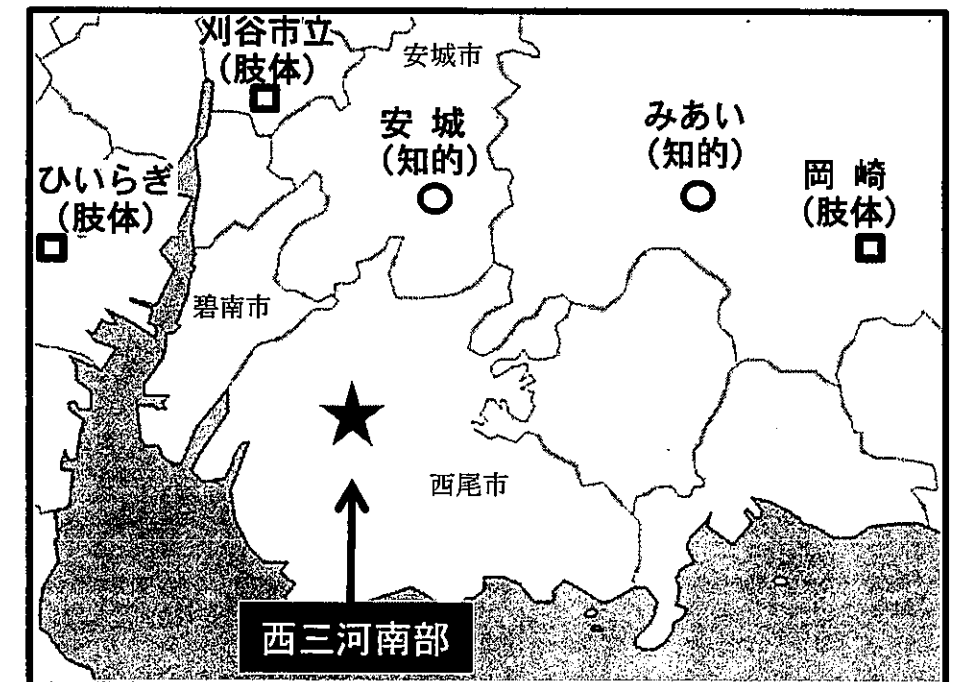 刈谷市立
（肢体）
安城市
安 城
（知的）
みあい
（知的）
岡 崎
（肢体）
ひいらぎ
（肢体）
碧南市
西尾市
西三河南部